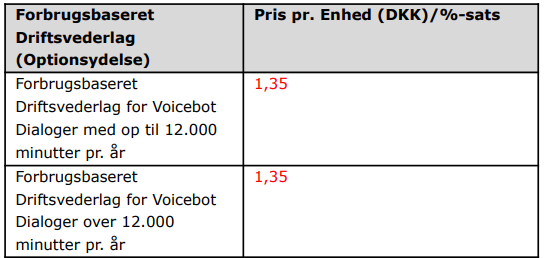 Forbrugsbaseret
Driftsvederlag
(Optionsydelse)
Pris pr. Enhed (DKK)/%-sats
Forbrugsbaseret
Driftsvederlag for Voicebot
Dialoger med op til 12.000
minutter pr. år
1,35
Forbrugsbaseret
Driftsvederlag for Voicebot
Dialoger over 12.000
minutter pr. år
1,35